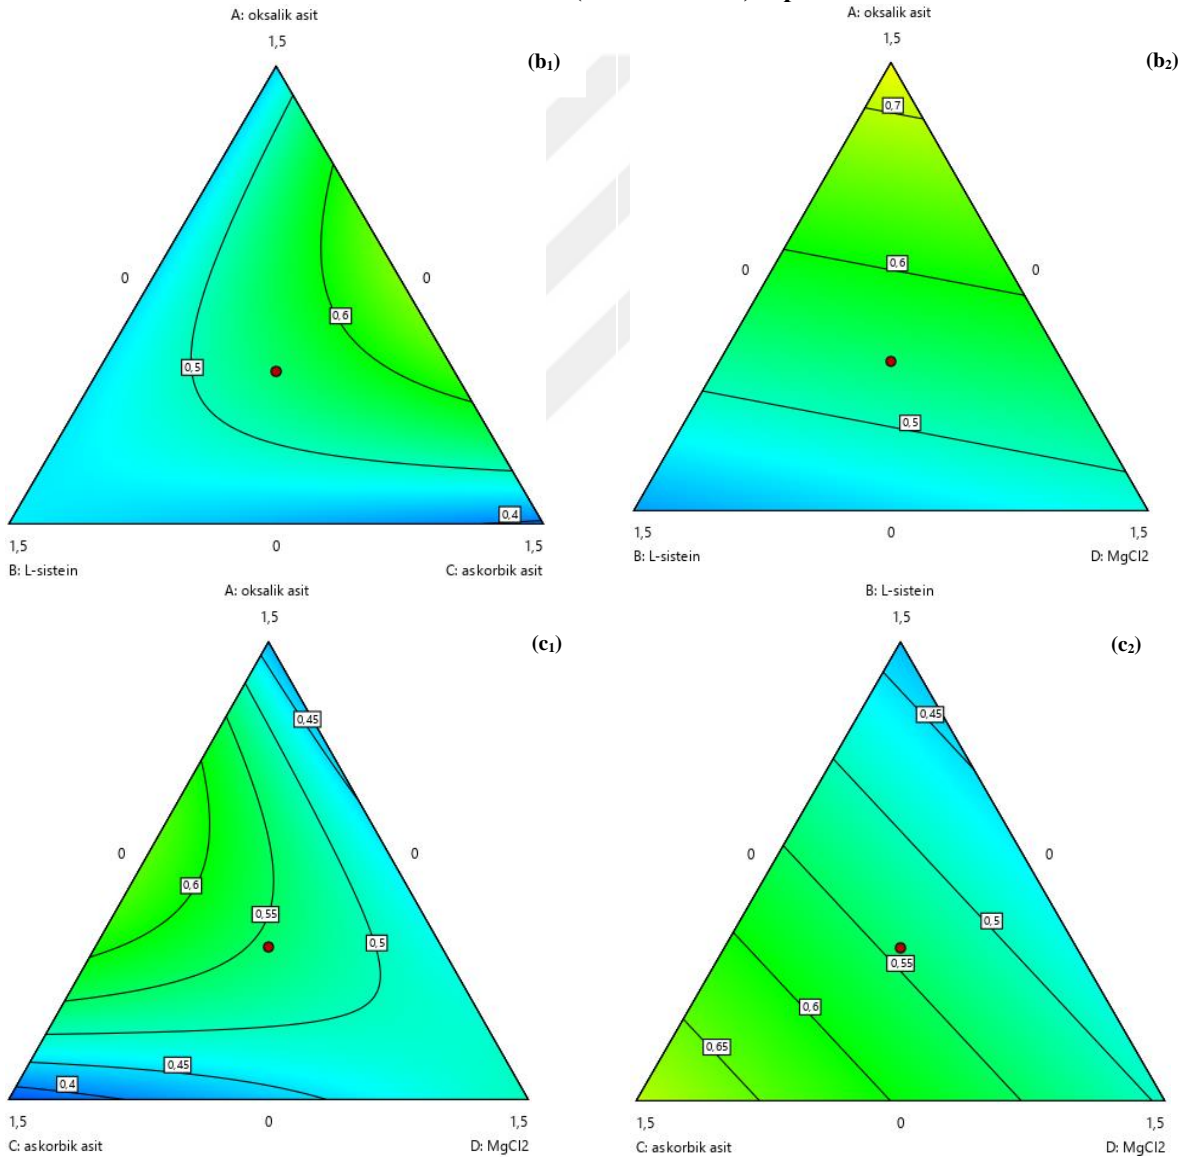 A: oksalik asit
1,5
(b₁)
0
0
0,6
0,5
0,4
1,5
0
1,5
B: L-sistein
C: askorbik asit
A: oksalik asit
1,5
(b₂)
0,7
0
0,6
0
0,5
1,5
0
1,5
B: L-sistein
D: MgCl2
A: oksalik asit
1,5
(c₁)
0,45
0
0
0,6
0,55
0,5
0,45
0,4
1,5
0
1,5
C: askorbik asit
D: MgCl2
B: L-sistein
1,5
(c₂)
0,45
0
0
0,5
0,55
0,6
0,65
1,5
0
1,5
C: askorbik asit
D: MgCl2